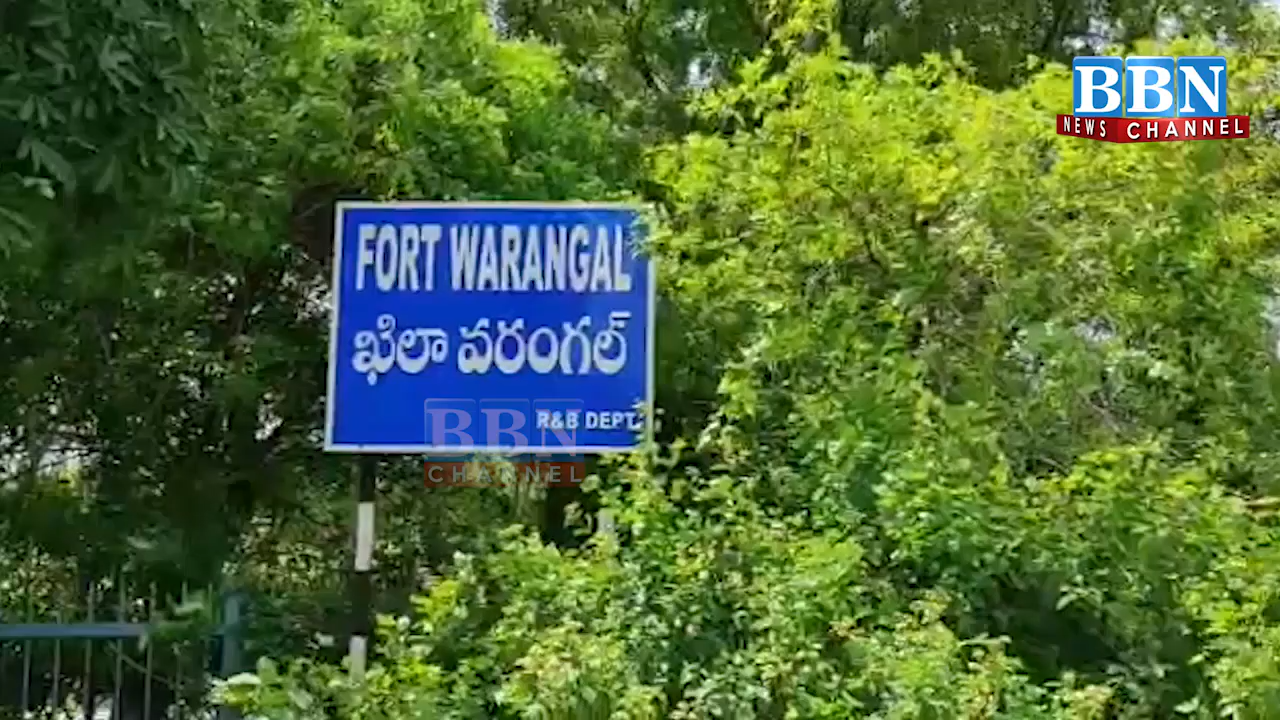 BBN
NEWS CHANNEL
FORT WARANGAL
ఖిలా వరంగల్
R&B DEPT.
BBN
CHANNEL